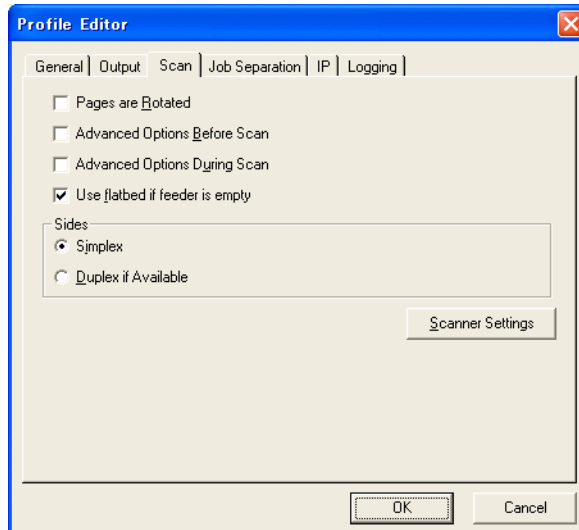 Profile Editor
General Output Scan Job Separation IP Logging
Pages are Rotated
Advanced Options Before Scan
Advanced Options During Scan
Use flatbed if feeder is empty
Sides
Simplex
Duplex if Available
Scanner Settings
OK Cancel